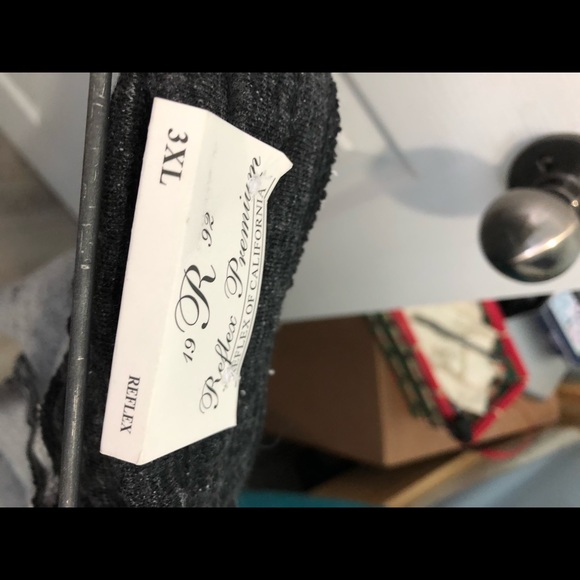 3XL
19 R 92
Reflex Premium
REFLEX OF CALIFORNIA
REFLEX